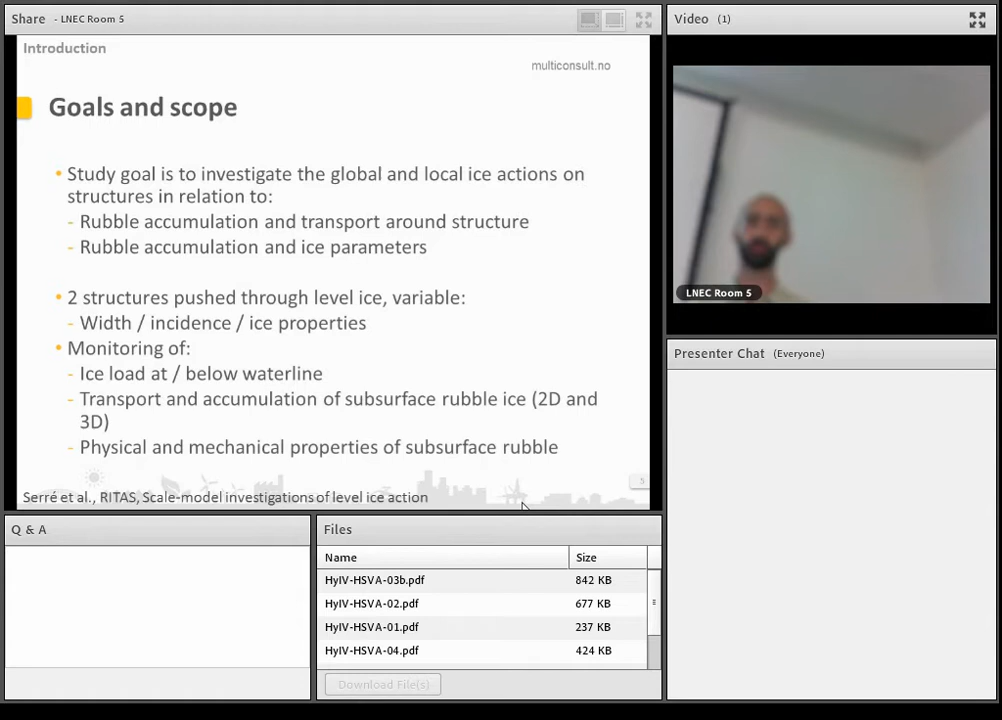 Share - LNEC Room 5
Introduction
multiconsult.no
Goals and scope
• Study goal is to investigate the global and local ice actions on
structures in relation to:
- Rubble accumulation and transport around structure
- Rubble accumulation and ice parameters
• 2 structures pushed through level ice, variable:
- Width / incidence / ice properties
• Monitoring of:
- Ice load at / below waterline
- Transport and accumulation of subsurface rubble ice (2D and
3D)
- Physical and mechanical properties of subsurface rubble
5
Serré et al., RITAS, Scale-model investigations of level ice action
Video (1)
LNEC Room 5
Presenter Chat (Everyone)
Q & A
Files
Name Size
HyIV-HSVA-03b.pdf 842 KB
HyIV-HSVA-02.pdf 677 KB
HyIV-HSVA-01.pdf 237 KB
HyIV-HSVA-04.pdf 424 KB
Download File(s)